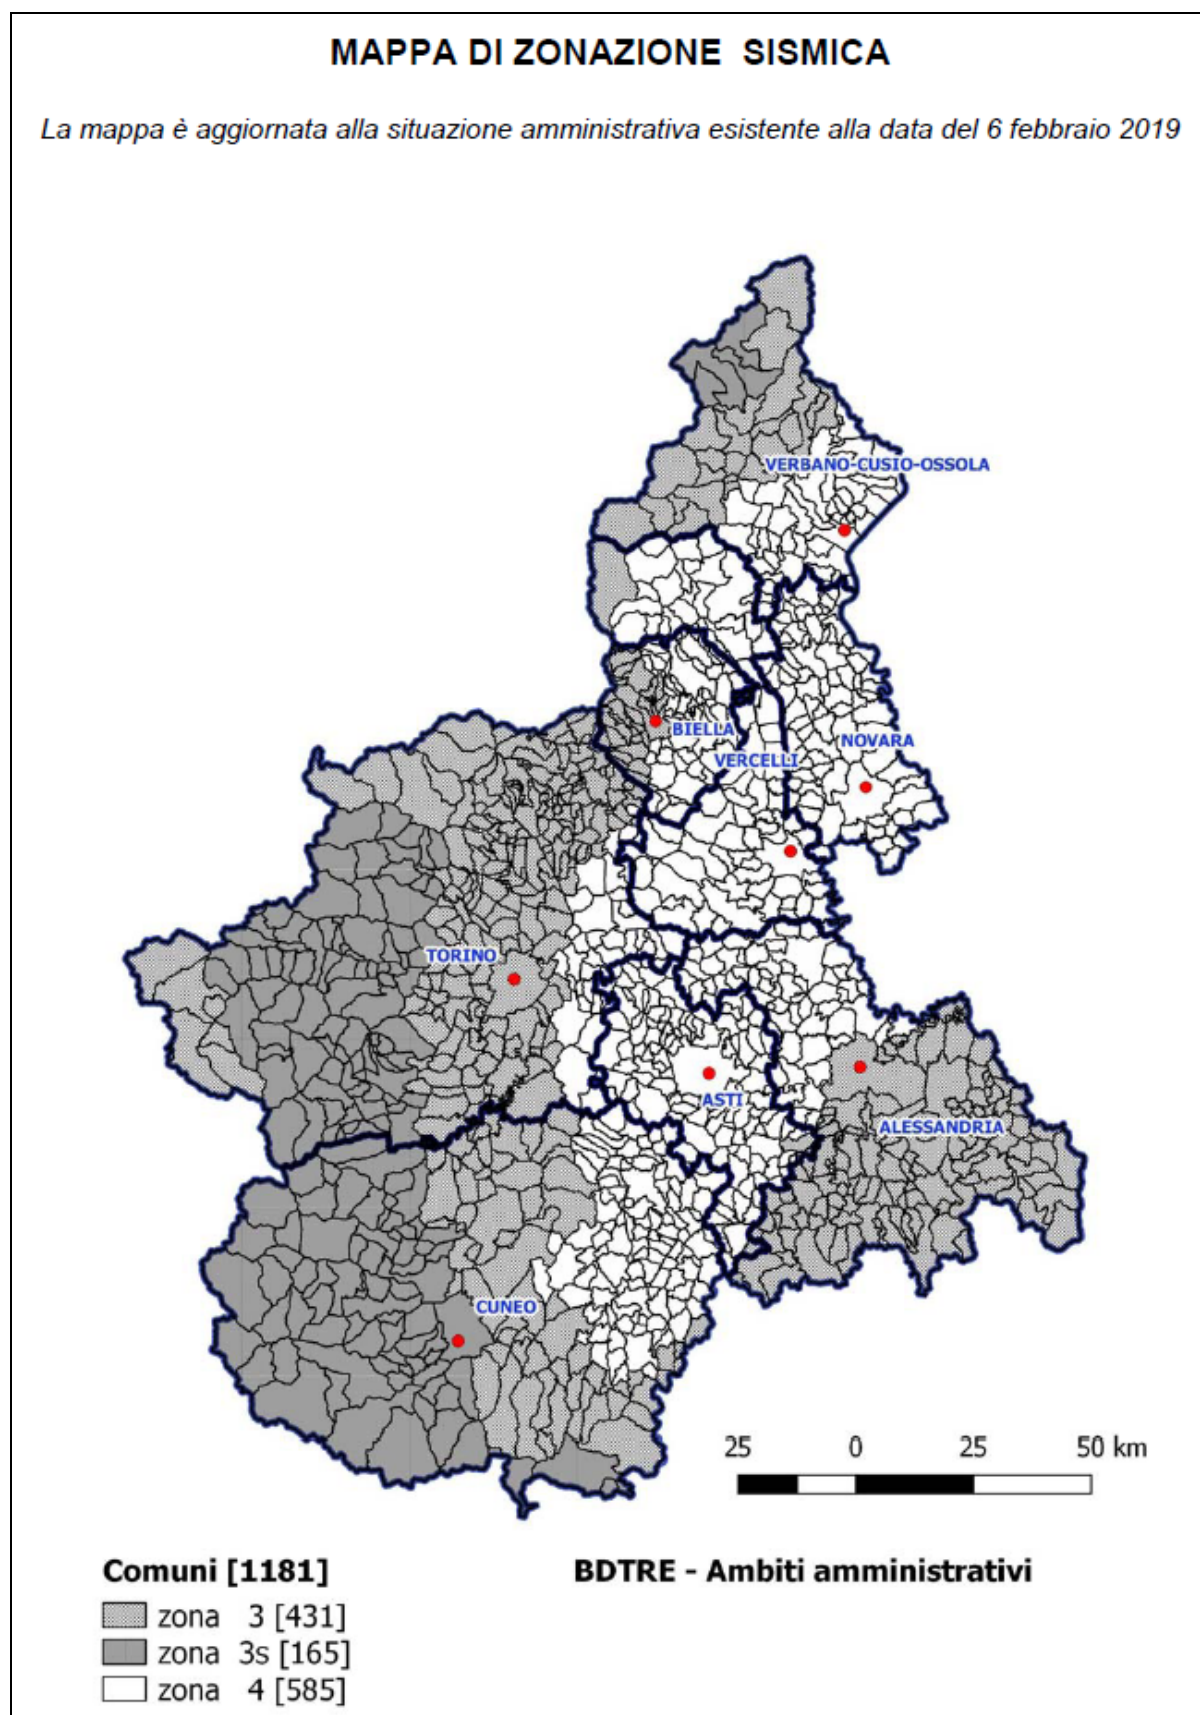 MAPPA DI ZONAZIONE SISMICA
La mappa è aggiornata alla situazione amministrativa esistente alla data del 6 febbraio 2019
VERBANO-CUSIO-OSSOLA
BIELLA
NOVARA
VERCELLI
TORINO
ASTI
ALESSANDRIA
CUNEO
25 0 25 50 km
Comuni [1181]
BDTRE - Ambiti amministrativi
zona 3 [431]
zona 3s [165]
zona 4 [585]